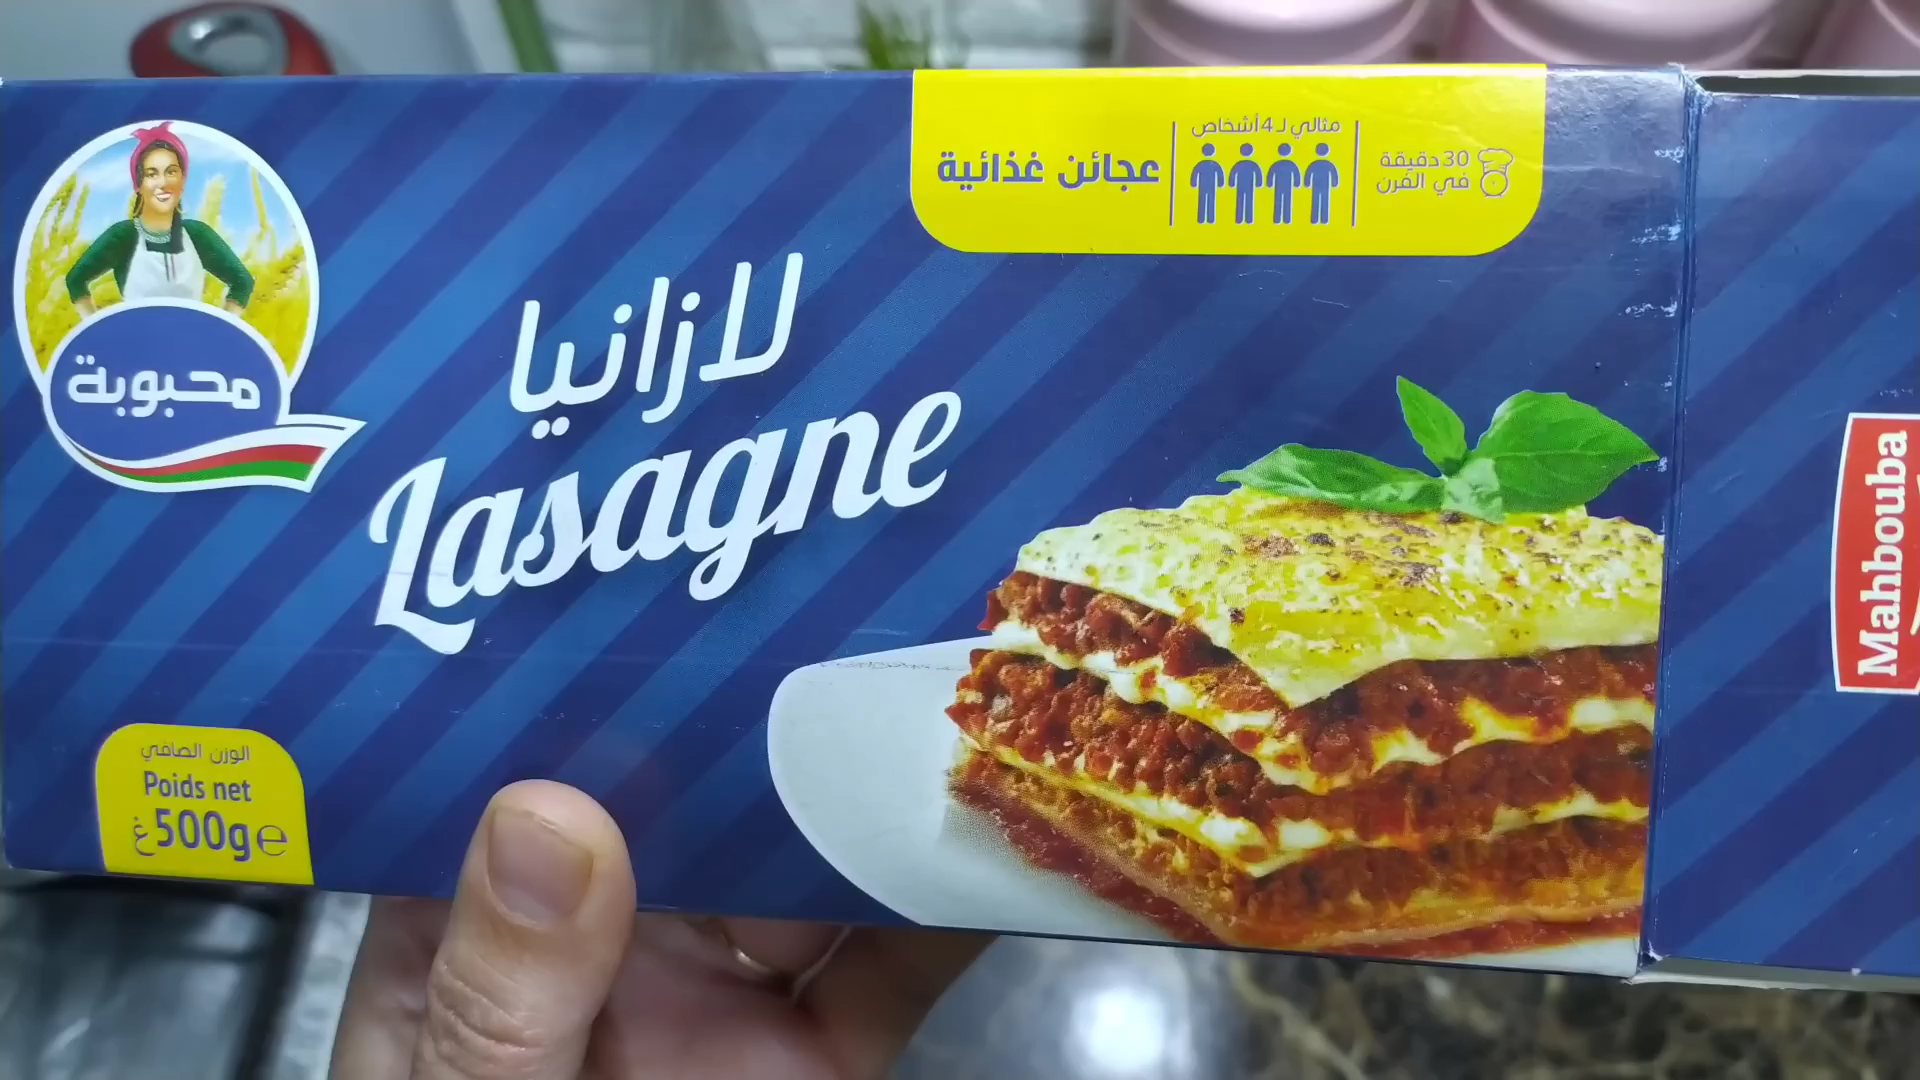 محبوبة
عجائن غذائية
مثالي لـ 4 أشخاص
30 دقيقة
في الفرن
لازانيا
Lasagne
الوزن الصافي
Poids net
500g e غ
Mahbouba